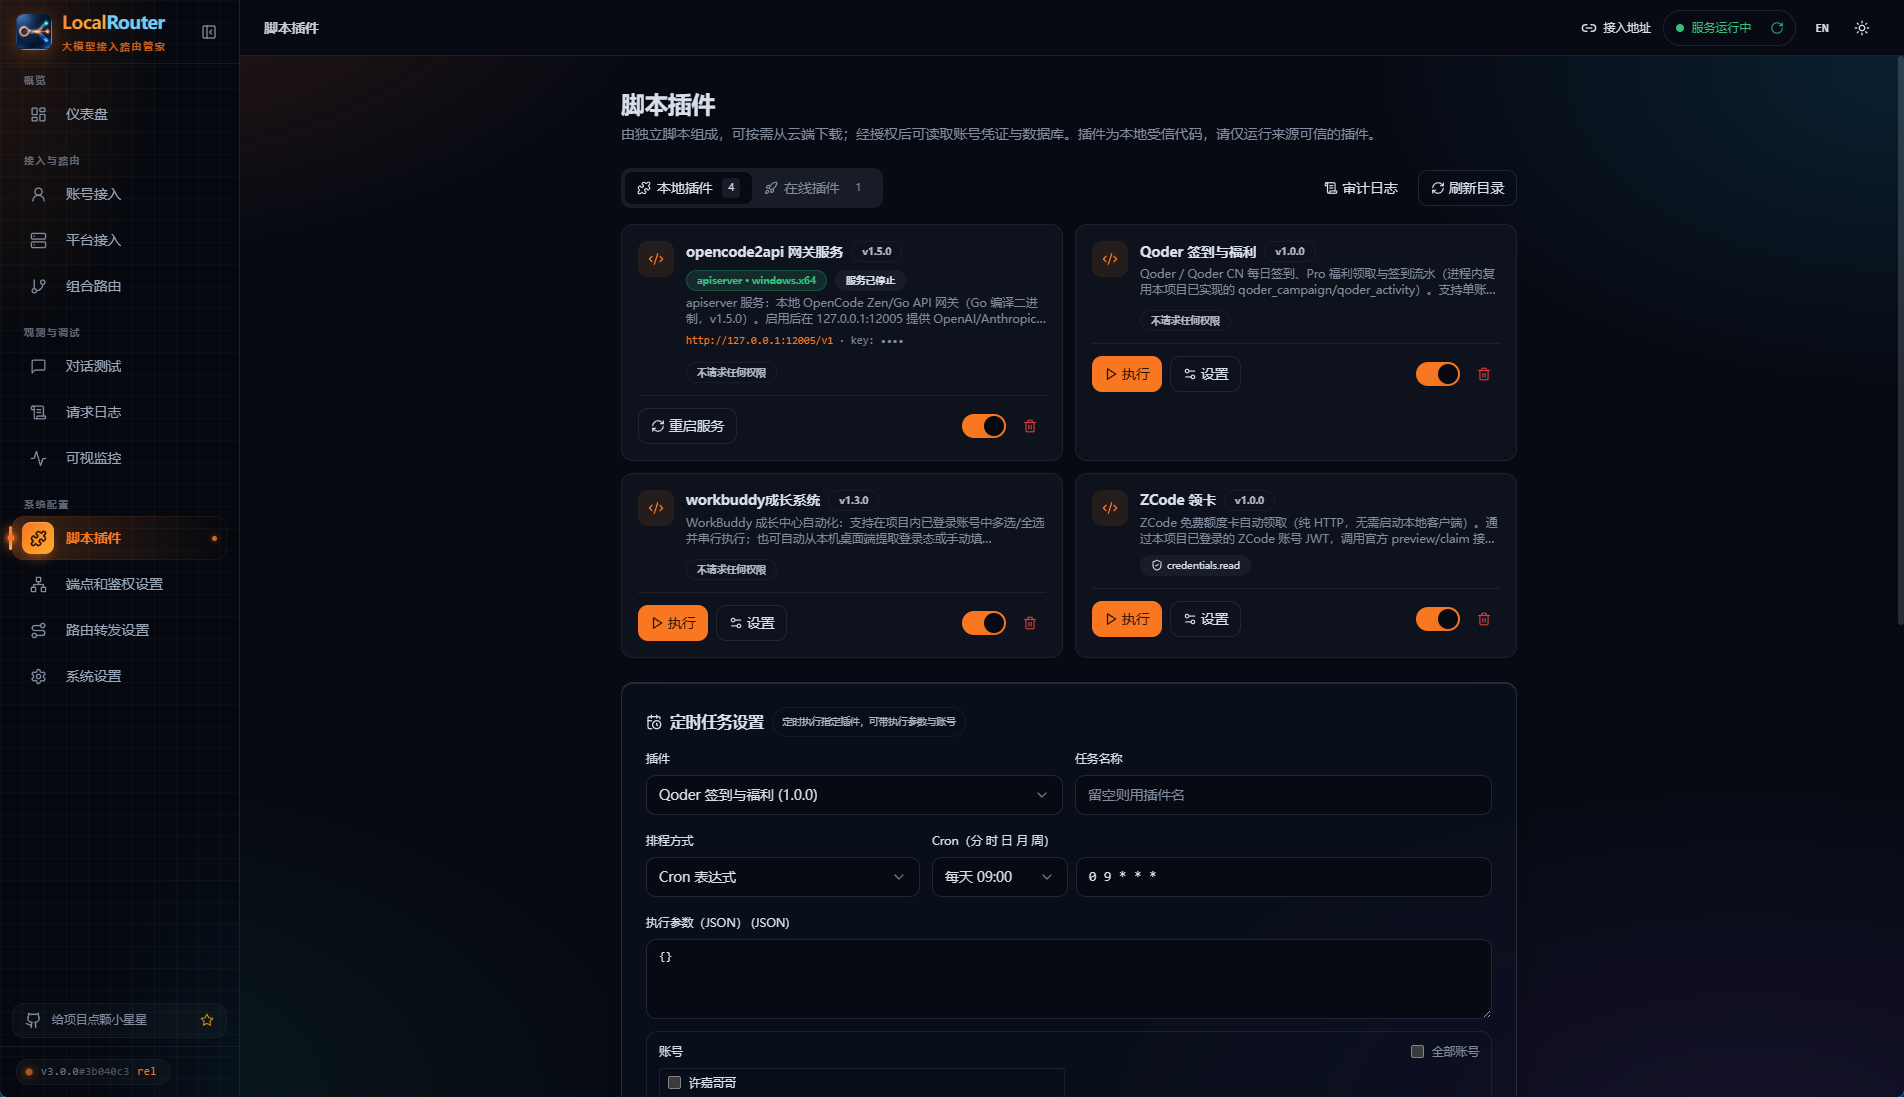 LocalRouter
大模型接入路由管家
脚本插件
接入地址
服务运行中
EN
概览
仪表盘
接入与路由
账号接入
平台接入
组合路由
观测与调试
对话测试
请求日志
可视监控
系统配置
脚本插件
端点和鉴权设置
路由转发设置
系统设置
给项目点颗小星星
v3.0.0#3b040c3 rel
脚本插件
由独立脚本组成，可按需从云端下载；经授权后可读取账号凭证与数据库。插件为本地受信代码，请仅运行来源可信的插件。
本地插件 4
在线插件 1
审计日志
刷新目录
opencode2api 网关服务 v1.5.0
apiserver • windows.x64 服务已停止
apiserver 服务：本地 OpenCode Zen/Go API 网关（Go 编译二进
制，v1.5.0）。启用后在 127.0.0.1:12005 提供 OpenAI/Anthropic...
http://127.0.0.1:12005/v1 · key: ••••
不请求任何权限
重启服务
Qoder 签到与福利 v1.0.0
Qoder / Qoder CN 每日签到、Pro 福利领取与签到流水（进程内复
用本项目已实现的 qoder_campaign/qoder_activity）。支持单账...
不请求任何权限
执行
设置
workbuddy成长系统 v1.3.0
WorkBuddy 成长中心自动化：支持在项目内已登录账号中多选/全选
并串行执行；也可自动从本机桌面端提取登录态或手动填...
不请求任何权限
执行
设置
ZCode 领卡 v1.0.0
ZCode 免费额度卡自动领取（纯 HTTP，无需启动本地客户端）。通
过本项目已登录的 ZCode 账号 JWT，调用官方 preview/claim 接...
credentials.read
执行
设置
定时任务设置 定时执行指定插件，可带执行参数与账号
插件
Qoder 签到与福利 (1.0.0)
任务名称
留空则用插件名
排程方式
Cron 表达式
Cron（分 时 日 月 周）
每天 09:00
0 9 * * *
执行参数（JSON） (JSON)
{}
账号
全部账号
许嘉哥哥